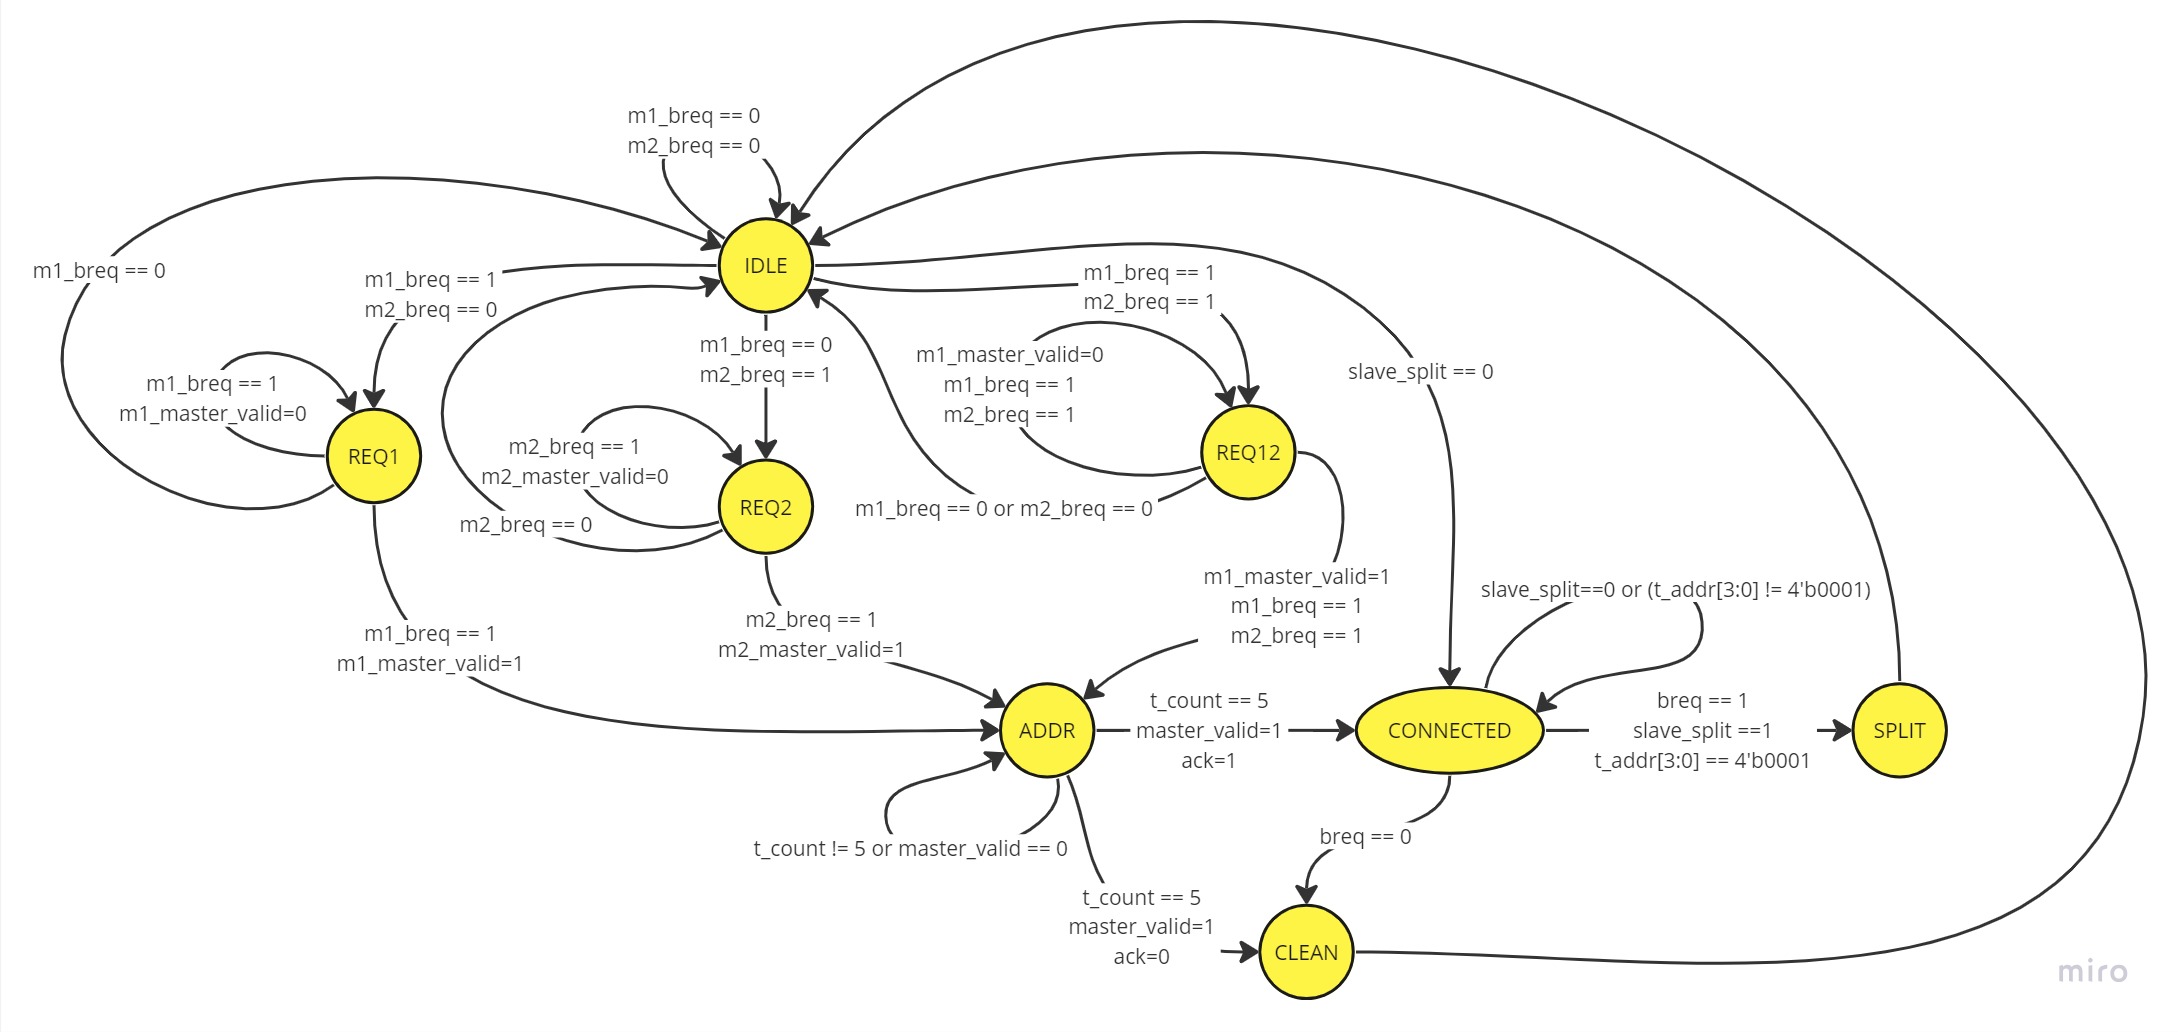 m1_breq == 0
m2_breq == 0
IDLE
m1_breq == 0
m1_breq == 1
m2_breq == 0
m1_breq == 1
m2_breq == 1
m1_breq == 0
m2_breq == 1
m1_master_valid=0
m1_breq == 1
m2_breq == 1
slave_split == 0
m1_breq == 1
m1_master_valid=0
REQ1
m2_breq == 1
m2_master_valid=0
REQ2
m2_breq == 0
REQ12
m1_breq == 0 or m2_breq == 0
m1_master_valid=1
m1_breq == 1
m2_breq == 1
slave_split==0 or (t_addr[3:0] != 4'b0001)
m1_breq == 1
m1_master_valid=1
m2_breq == 1
m2_master_valid=1
ADDR
t_count == 5
master_valid=1
ack=1
CONNECTED
breq == 1
slave_split ==1
t_addr[3:0] == 4'b0001
SPLIT
t_count != 5 or master_valid == 0
breq == 0
t_count == 5
master_valid=1
ack=0
CLEAN
miro